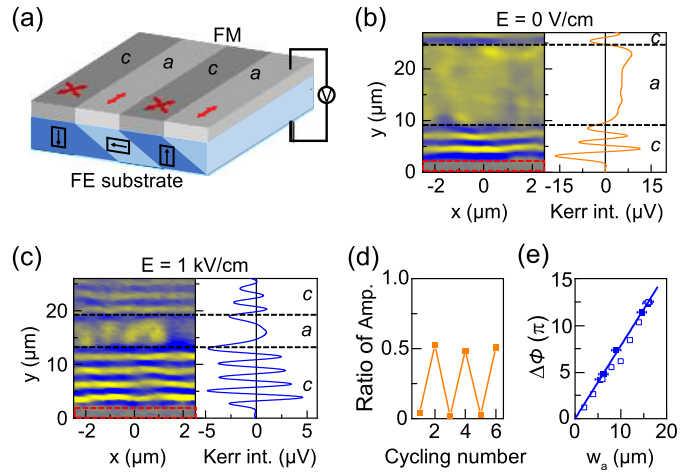 (a)
FM
c a c a
V
FE substrate
(b)
E = 0 V/cm
y (μm)
20
10
0
c
a
c
-2 0 2 -15 0 15
x (μm) Kerr int. (μV)
(c)
E = 1 kV/cm
y (μm)
20
10
0
c
a
c
-2 0 2 -5 0 5
x (μm) Kerr int. (μV)
(d)
Ratio of Amp.
1.0
0.5
0.0
2 4 6
Cycling number
(e)
ΔΦ (π)
15
10
5
0
0 10 20
w_a (μm)